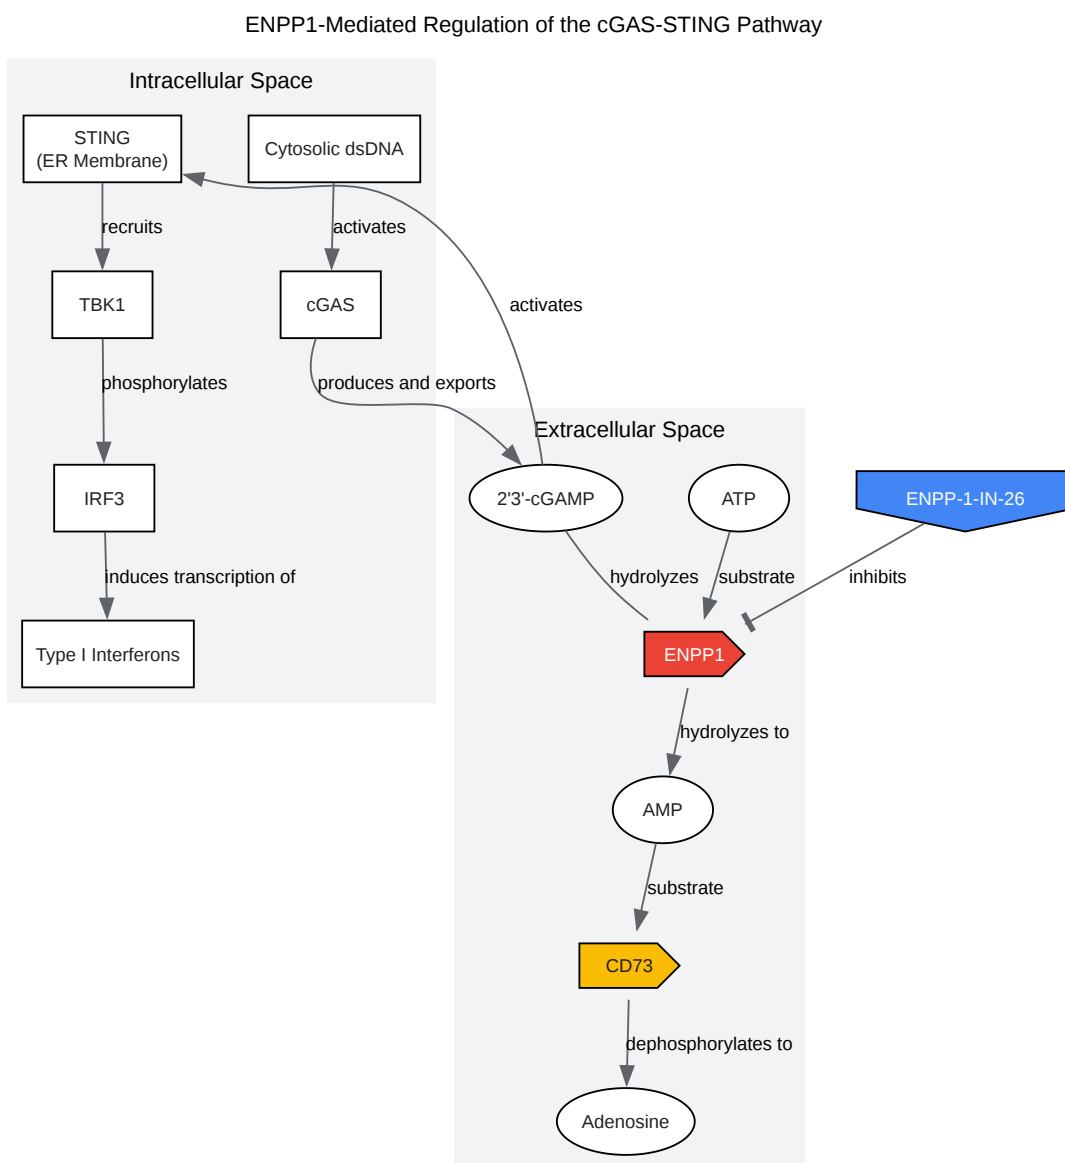 ENPP1-Mediated Regulation of the cGAS-STING Pathway
Intracellular Space
STING
(ER Membrane)
Cytosolic dsDNA
recruits
activates
TBK1
cGAS
activates
phosphorylates
produces and exports
Extracellular Space
IRF3
2'3'-cGAMP
ATP
ENPP-1-IN-26
induces transcription of
hydrolyzes
substrate
inhibits
Type I Interferons
ENPP1
hydrolyzes to
AMP
substrate
CD73
dephosphorylates to
Adenosine